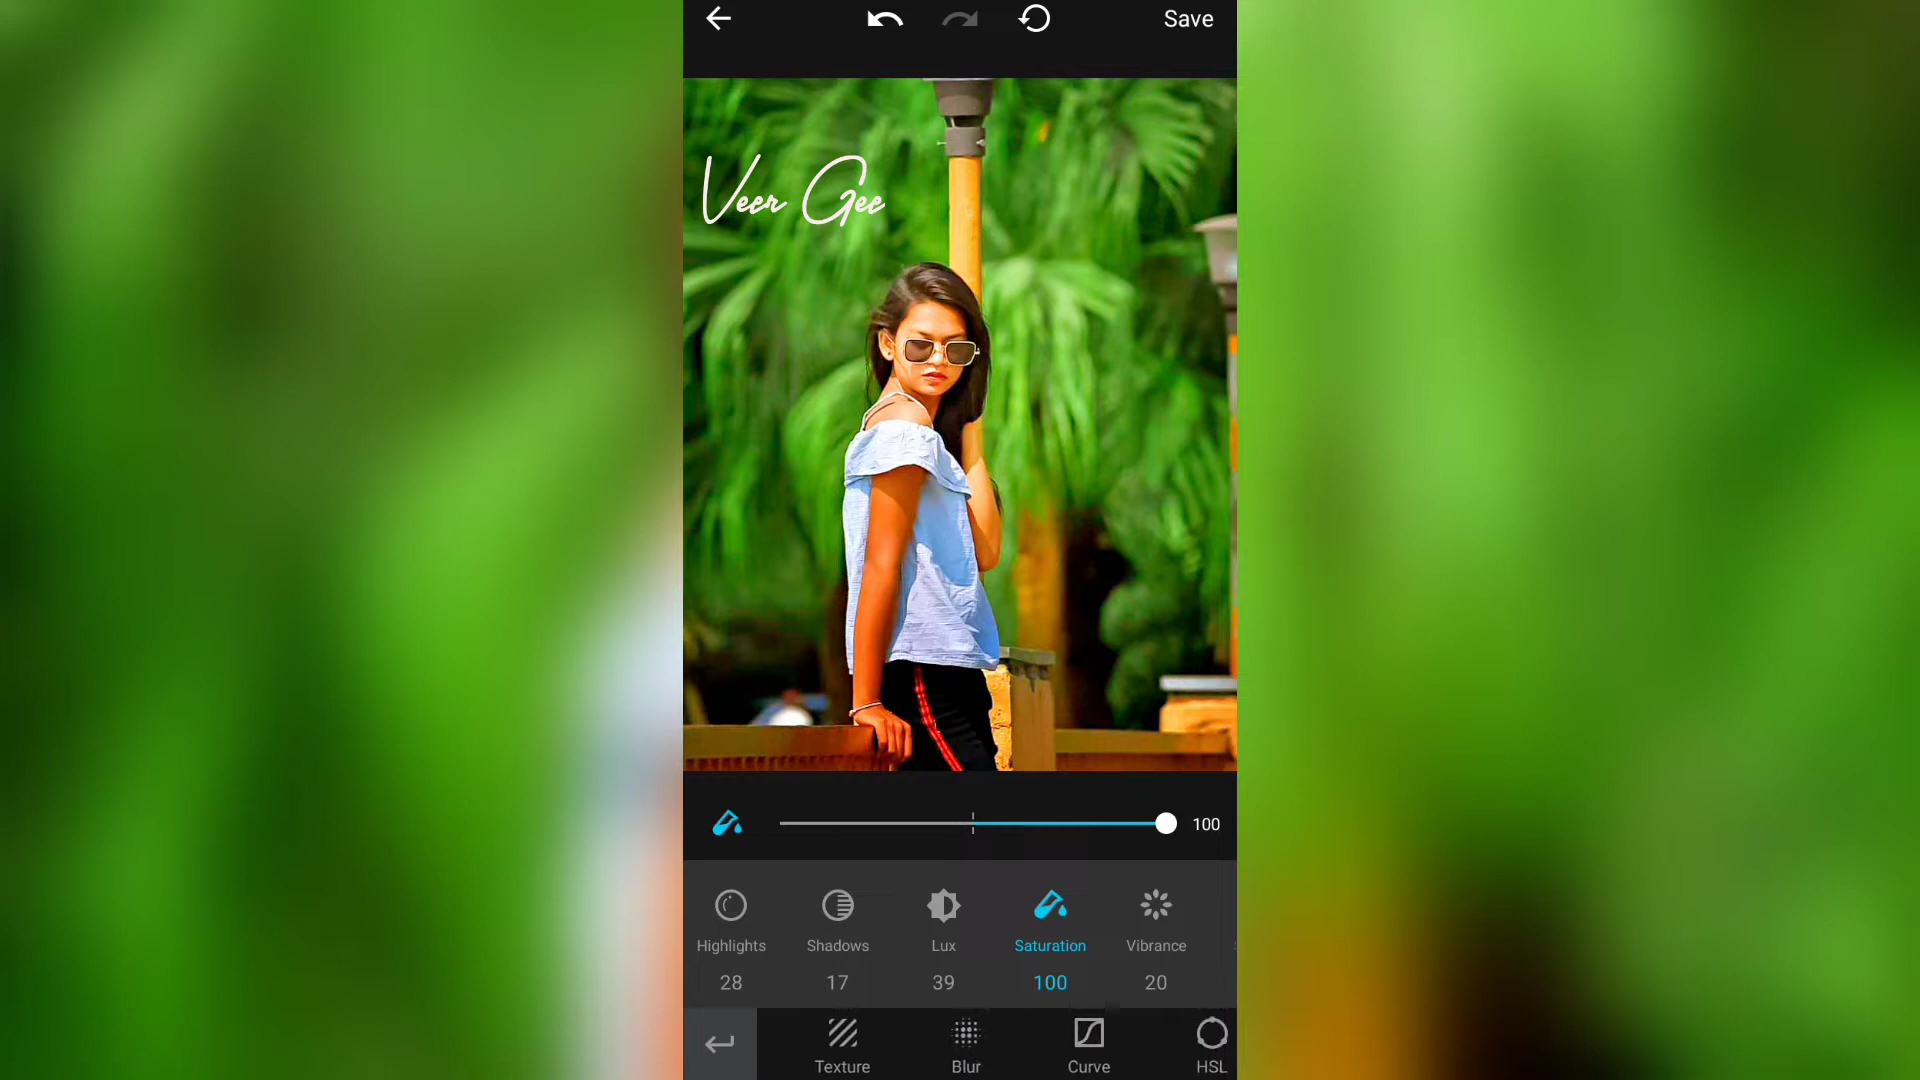 Save
Veer Gee
100
Highlights Shadows Lux Saturation Vibrance
28 17 39 100 20
Texture Blur Curve HSL